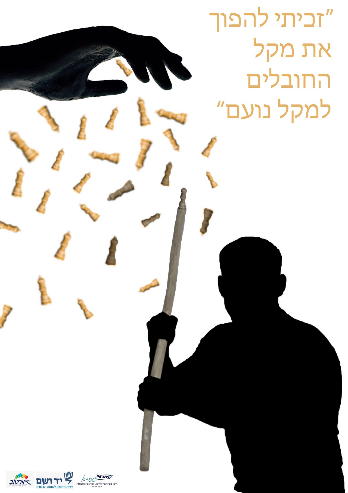 "זכיתי להפוך
את מקל
החובלים
למקל נועם"
יד ושם